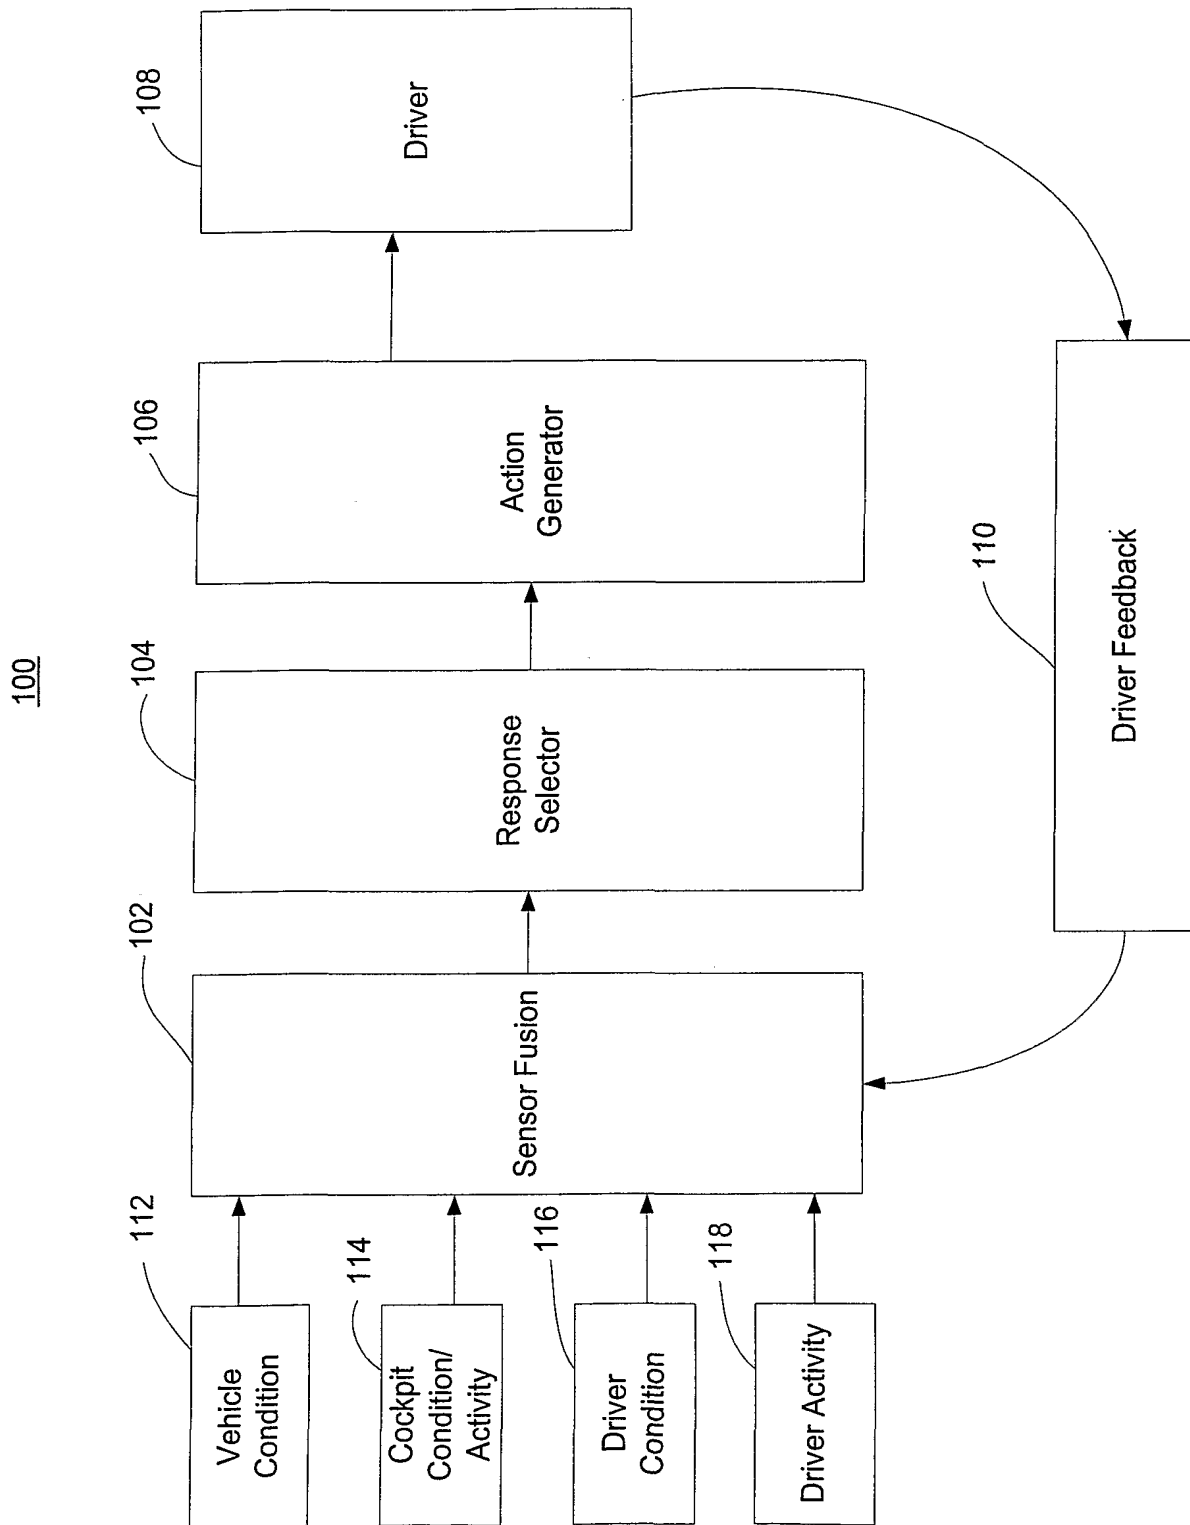 100
112
Vehicle
Condition
114
Cockpit
Condition/
Activity
116
Driver
Condition
118
Driver Activity
102
Sensor Fusion
104
Response
Selector
106
Action
Generator
108
Driver
110
Driver Feedback